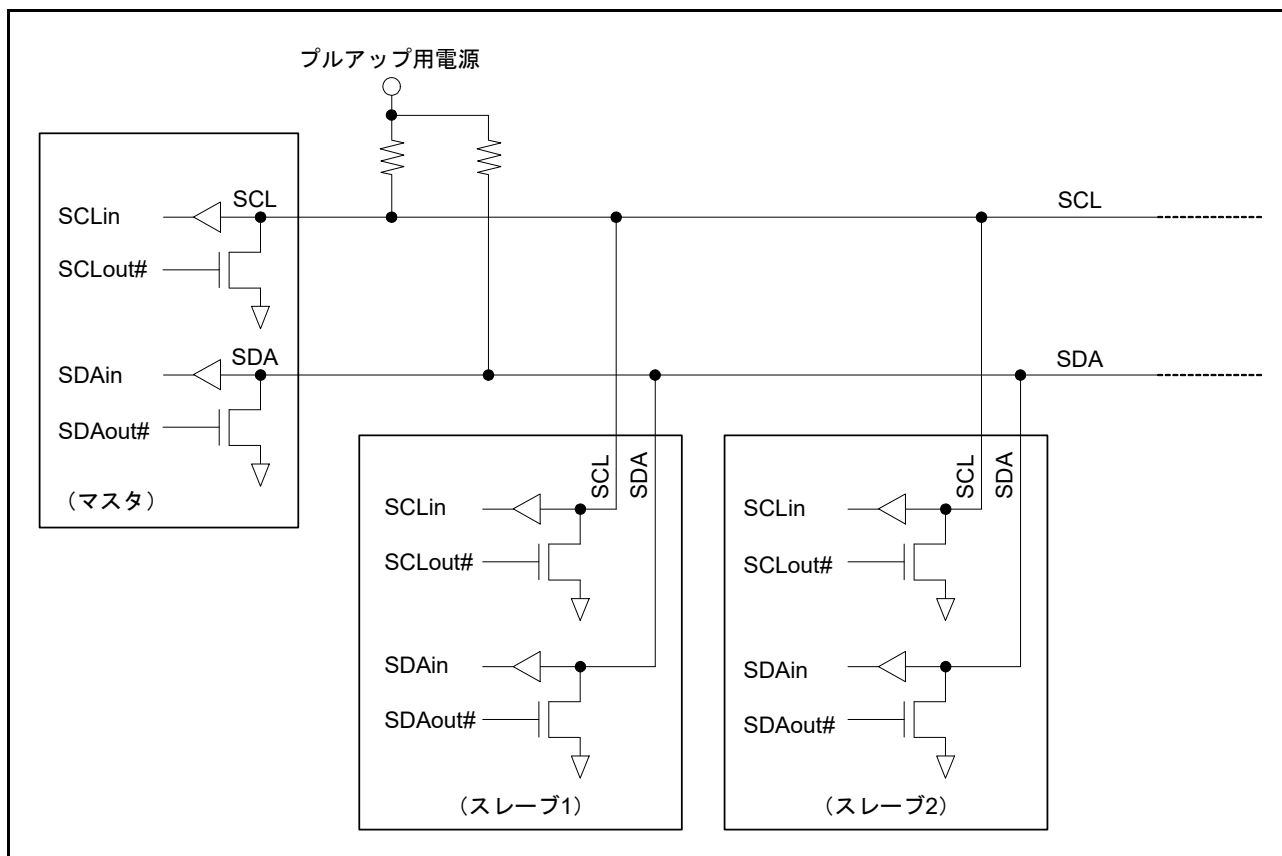 プルアップ用電源
SCL
SCLin
SCLout#
SDA
SDAin
SDAout#
（マスタ）
SCL
SDA
SCL
SDA
SCLin
SCLout#
SDAin
SDAout#
（スレーブ1）
SCL
SDA
SCLin
SCLout#
SDAin
SDAout#
（スレーブ2）